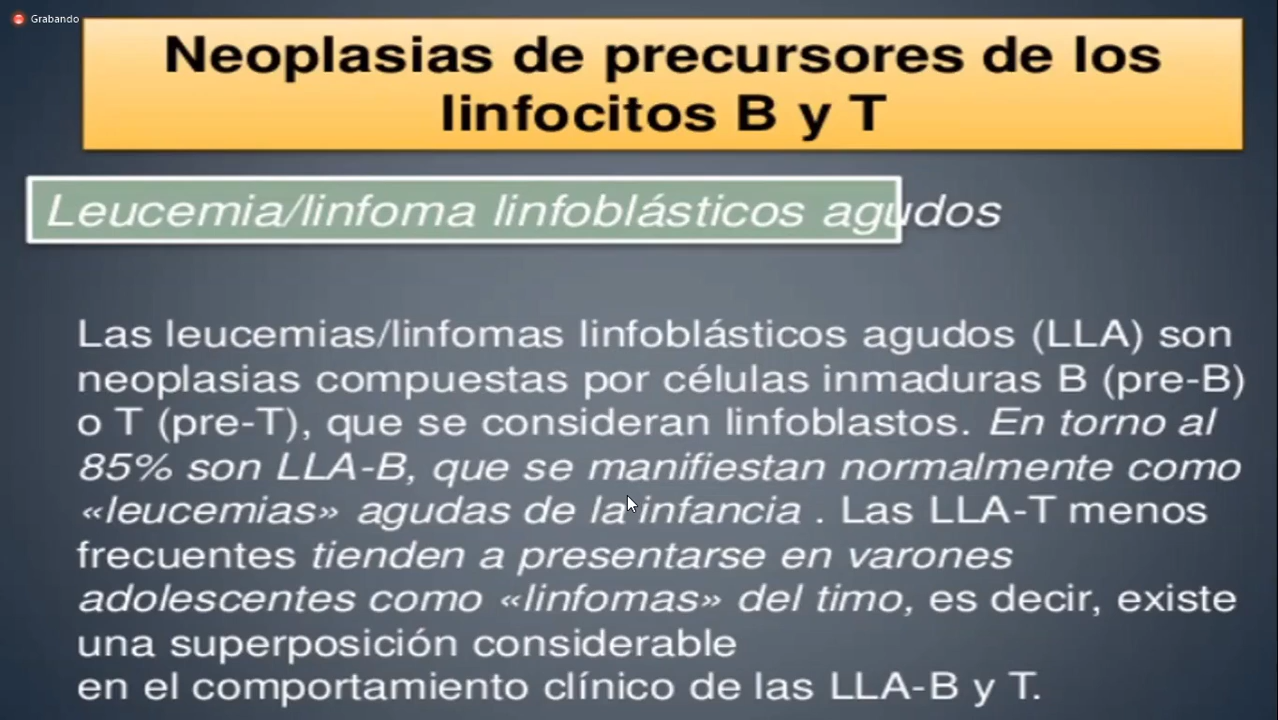 Grabando
Neoplasias de precursores de los
linfocitos B y T
Leucemia/linfoma linfoblásticos agudos
Las leucemias/linfomas linfoblásticos agudos (LLA) son
neoplasias compuestas por células inmaduras B (pre-B)
o T (pre-T), que se consideran linfoblastos. En torno al
85% son LLA-B, que se manifiestan normalmente como
«leucemias» agudas de la infancia . Las LLA-T menos
frecuentes tienden a presentarse en varones
adolescentes como «linfomas» del timo, es decir, existe
una superposición considerable
en el comportamiento clínico de las LLA-B y T.